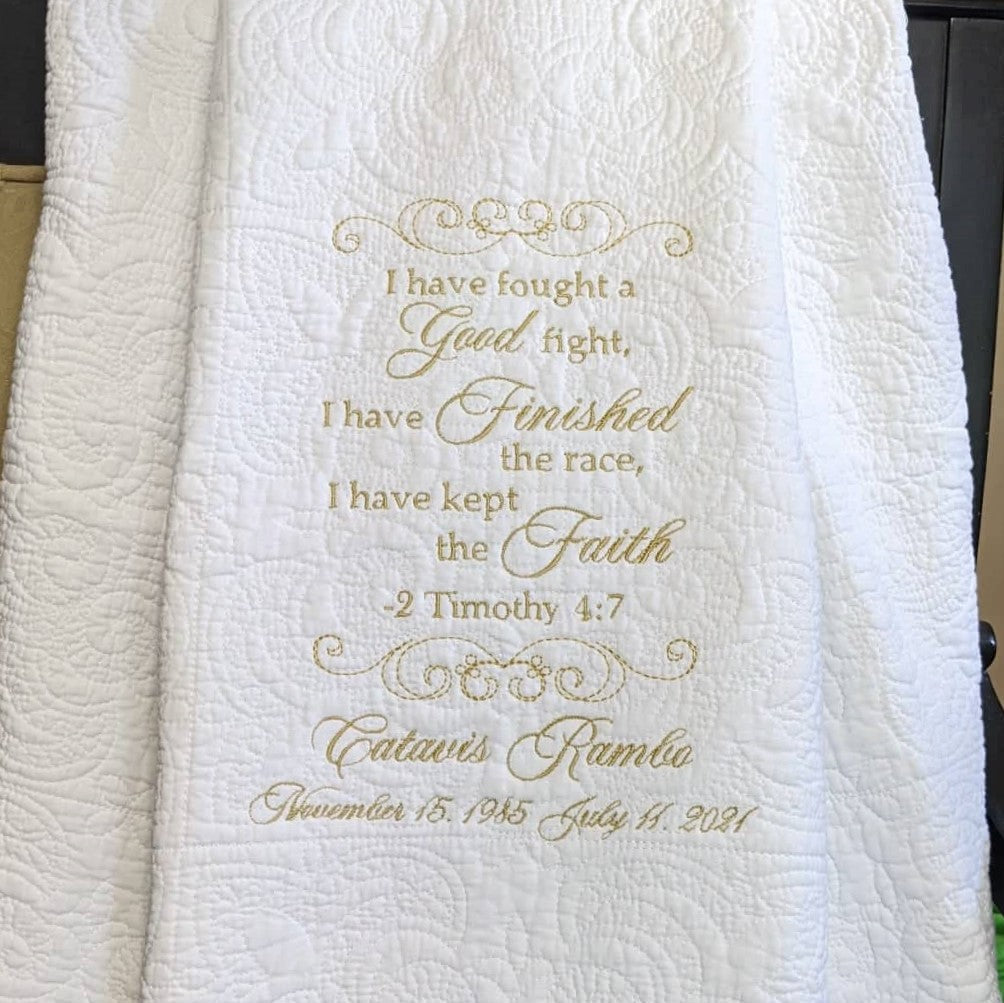 I have fought a
Good fight,
I have Finished
the race,
I have kept
the Faith
-2 Timothy 4:7
Catavis Rambo
November 15, 1985 July 11, 2021